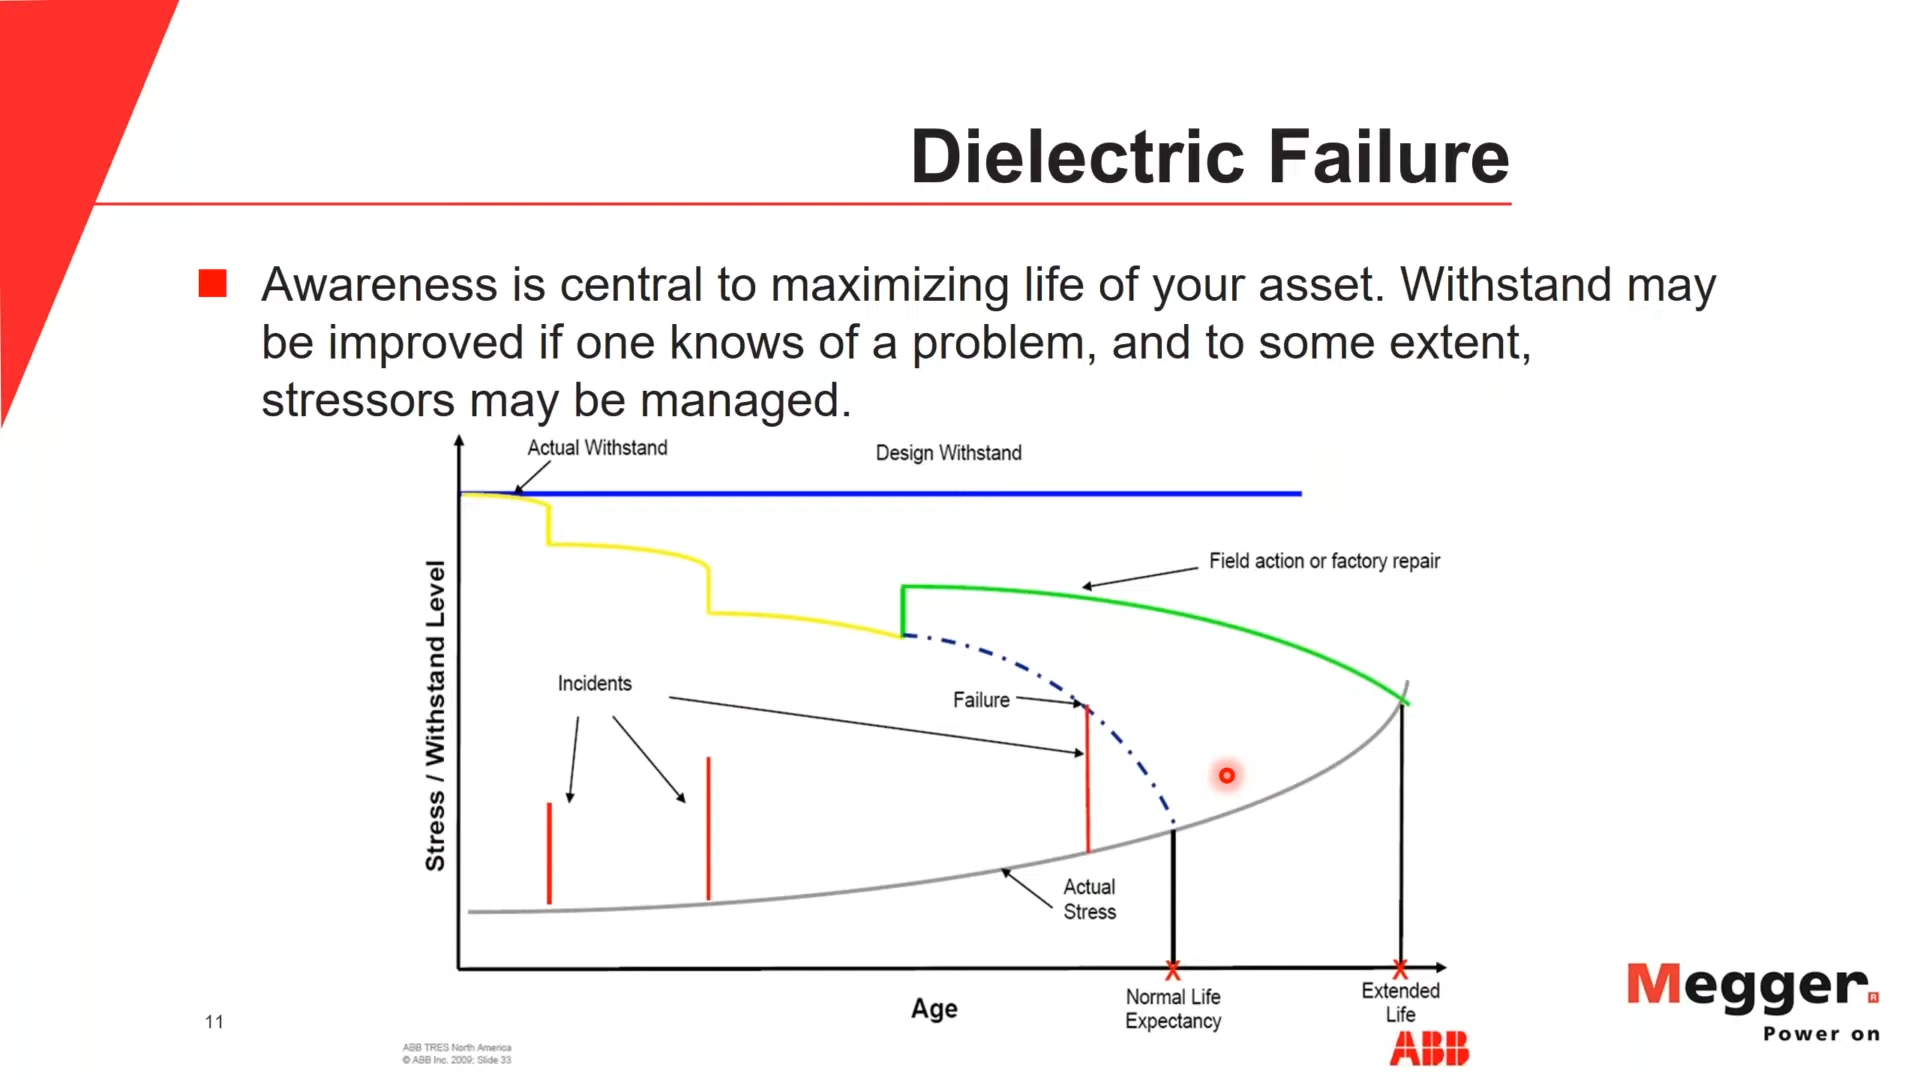 Dielectric Failure
Awareness is central to maximizing life of your asset. Withstand may
be improved if one knows of a problem, and to some extent,
stressors may be managed.
Actual Withstand
Design Withstand
Field action or factory repair
Incidents
Failure
Stress / Withstand Level
Actual
Stress
Age
Normal Life
Expectancy
Extended
Life
11
ABB TRES North America
© ABB Inc. 2009; Slide 33
ABB
Megger®
Power on